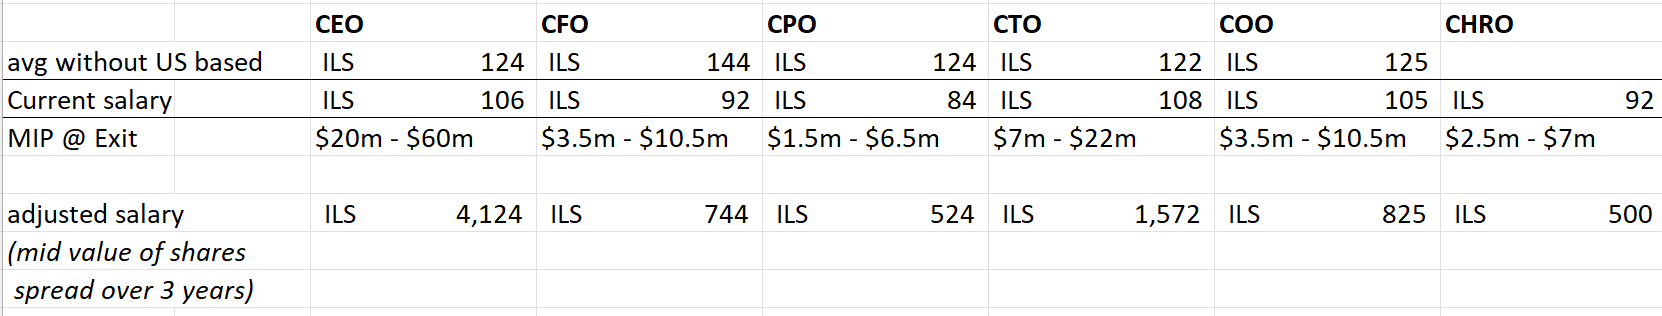 CEO CFO CPO CTO COO CHRO
avg without US based ILS 124 ILS 144 ILS 124 ILS 122 ILS 125
Current salary ILS 106 ILS 92 ILS 84 ILS 108 ILS 105 ILS 92
MIP @ Exit $20m - $60m $3.5m - $10.5m $1.5m - $6.5m $7m - $22m $3.5m - $10.5m $2.5m - $7m
adjusted salary ILS 4,124 ILS 744 ILS 524 ILS 1,572 ILS 825 ILS 500
(mid value of shares
spread over 3 years)